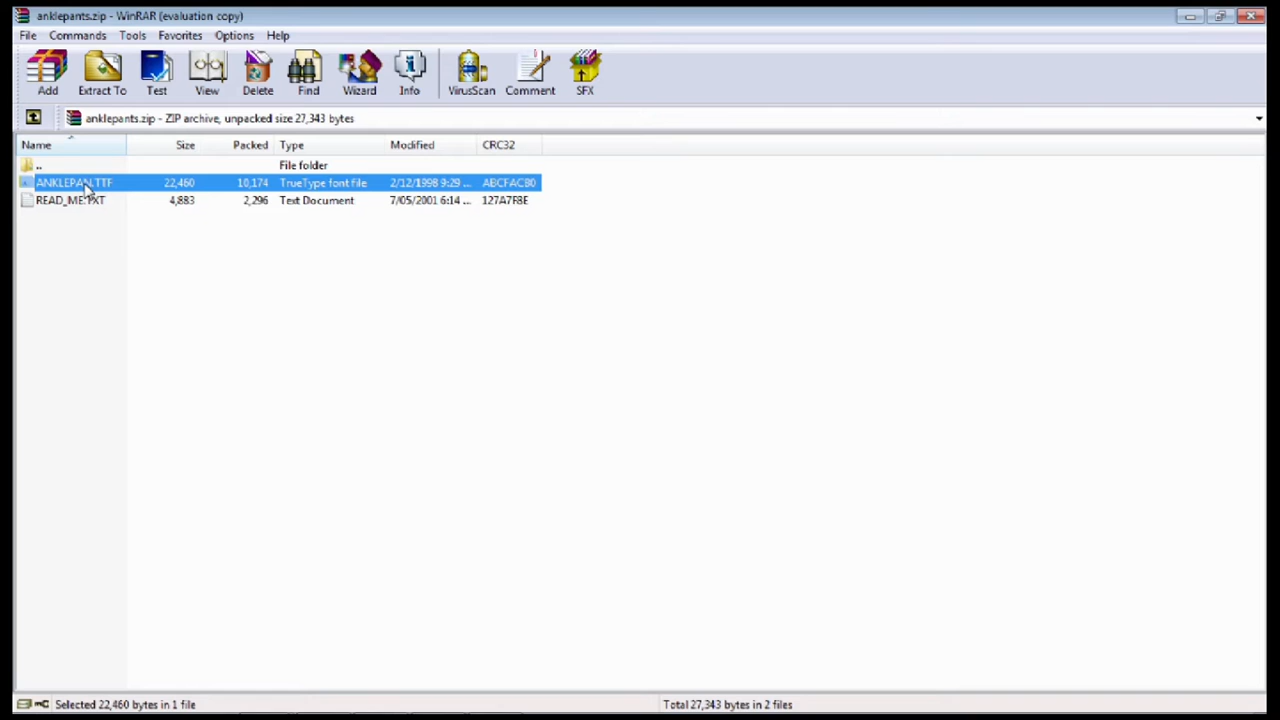 anklepants.zip - WinRAR (evaluation copy)
File Commands Tools Favorites Options Help
Add Extract To Test View Delete Find Wizard Info VirusScan Comment SFX
anklepants.zip - ZIP archive, unpacked size 27,343 bytes
Name Size Packed Type Modified CRC32
.. File folder
ANKLEPAN.TTF 22,460 10,174 TrueType font file 2/12/1998 9:29 ... ABCFACB0
READ_ME.TXT 4,883 2,296 Text Document 7/05/2001 6:14 ... 127A7F8E
Selected 22,460 bytes in 1 file Total 27,343 bytes in 2 files